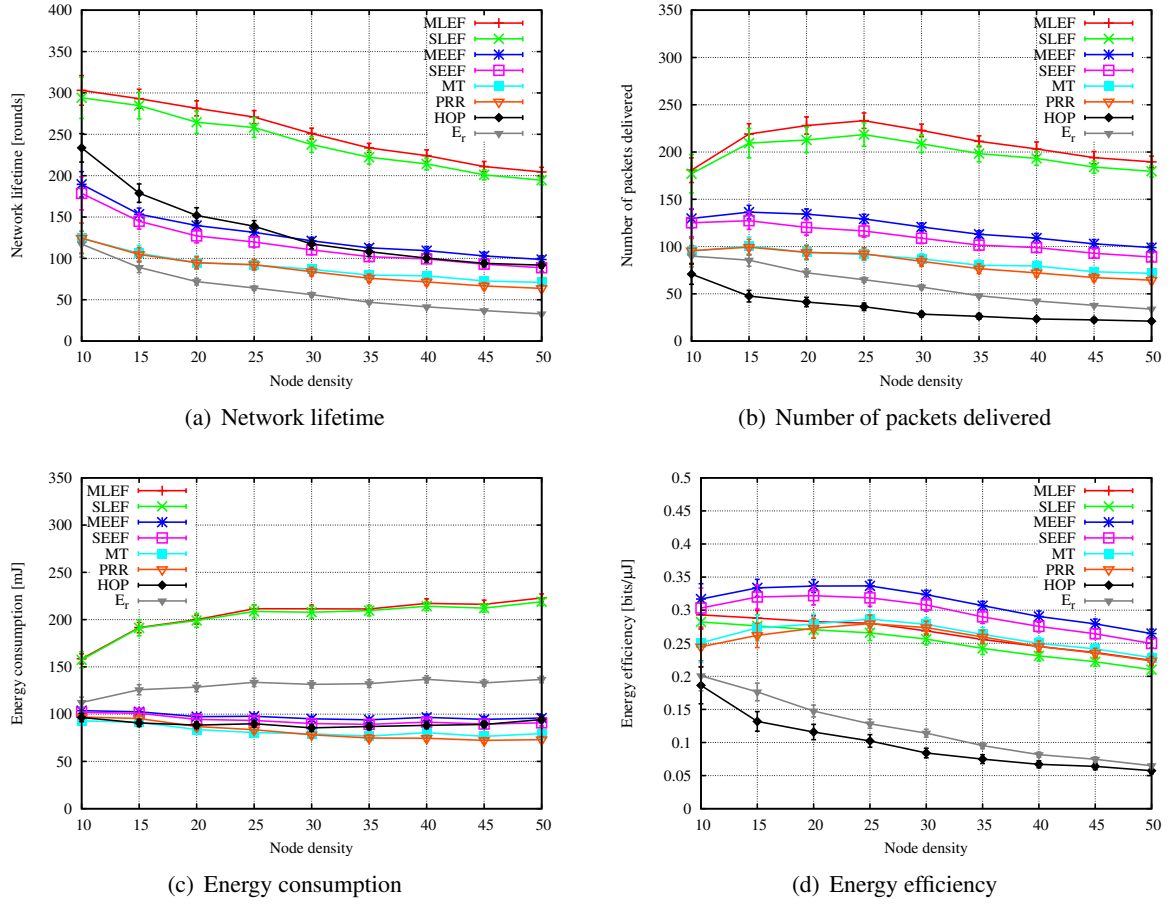 400
350
300
250
200
150
100
50
0
Network lifetime [rounds]
MLEF
SLEF
MEEF
SEEF
MT
PRR
HOP
Er
10 15 20 25 30 35 40 45 50
Node density
(a) Network lifetime
350
300
250
200
150
100
50
0
Number of packets delivered
MLEF
SLEF
MEEF
SEEF
MT
PRR
HOP
Er
10 15 20 25 30 35 40 45 50
Node density
(b) Number of packets delivered
350
300
250
200
150
100
50
0
Energy consumption [mJ]
MLEF
SLEF
MEEF
SEEF
MT
PRR
HOP
Er
10 15 20 25 30 35 40 45 50
Node density
(c) Energy consumption
0.5
0.45
0.4
0.35
0.3
0.25
0.2
0.15
0.1
0.05
0
Energy efficiency [bits/µJ]
MLEF
SLEF
MEEF
SEEF
MT
PRR
HOP
Er
10 15 20 25 30 35 40 45 50
Node density
(d) Energy efficiency